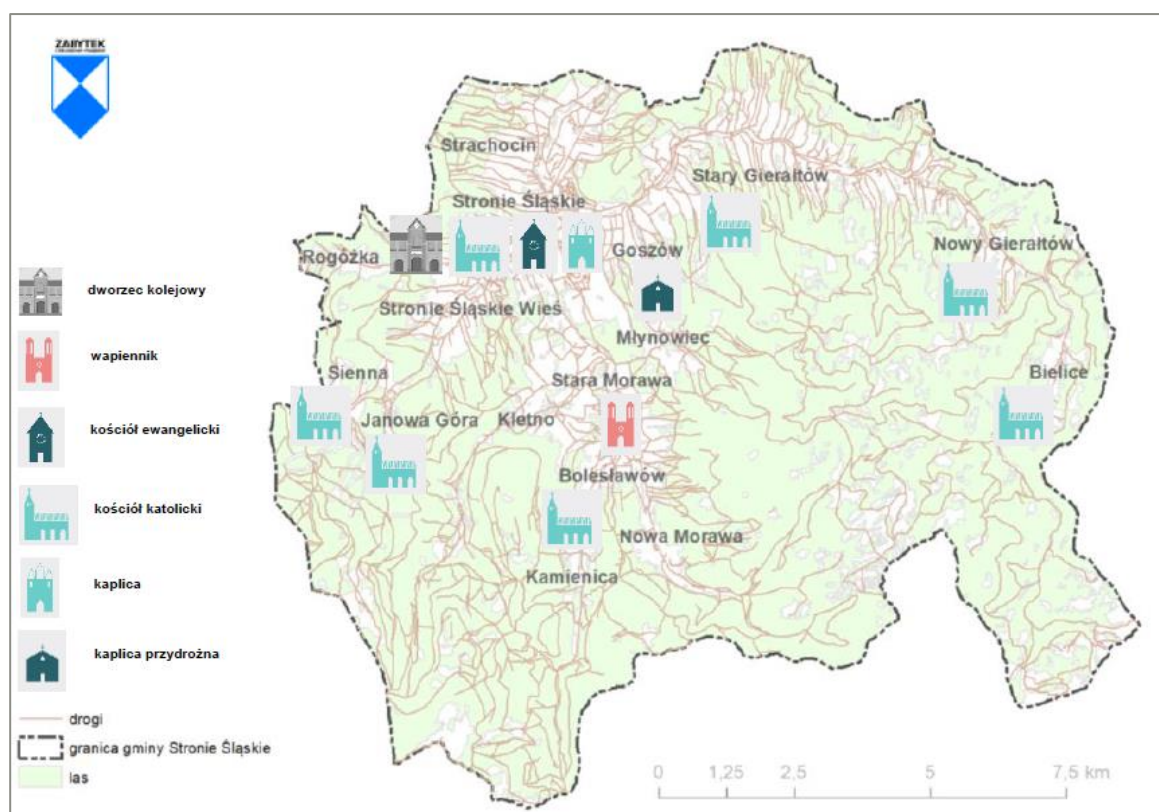 ZABYTEK
Strachocin
Stary Gierałtów
Stronie Śląskie
Rogóżka
Goszów
Nowy Gierałtów
dworzec kolejowy
Stronie Śląskie Wieś
Młynowiec
wapiennik
Sienna
Stara Morawa
Bielice
kościół ewangelicki
Janowa Góra
Kletno
Bolesławów
kościół katolicki
Nowa Morawa
Kamienica
kaplica
kaplica przydrożna
drogi
granica gminy Stronie Śląskie
las
0 1,25 2,5 5 7,5 km